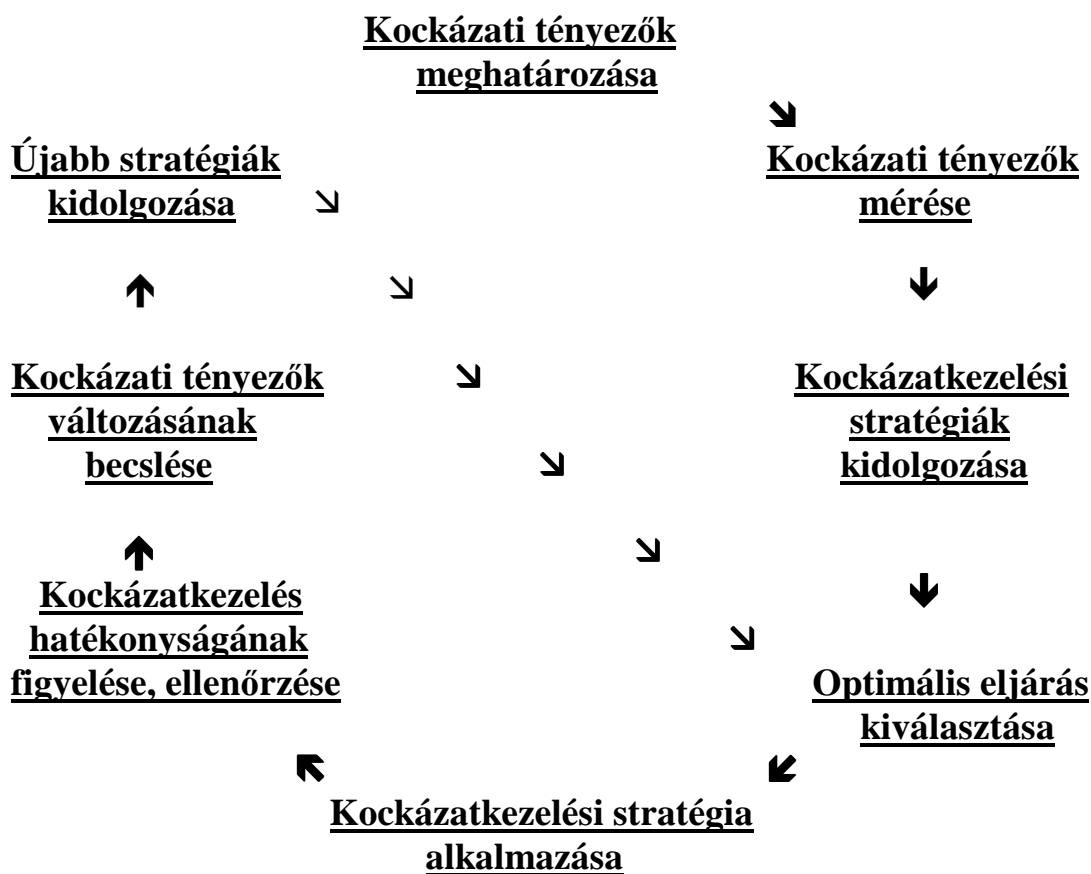 Kockázati tényezők
meghatározása
Újabb stratégiák
kidolgozása
Kockázati tényezők
mérése
Kockázati tényezők
változásának
becslése
Kockázatkezelési
stratégiák
kidolgozása
Kockázatkezelés
hatékonyságának
figyelése, ellenőrzése
Optimális eljárás
kiválasztása
Kockázatkezelési stratégia
alkalmazása